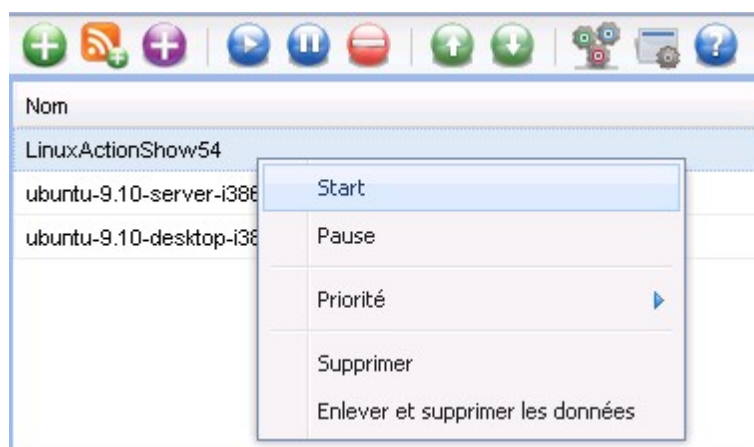 Nom
LinuxActionShow54
ubuntu-9.10-server-i386
ubuntu-9.10-desktop-i38
Start
Pause
Priorité
Supprimer
Enlever et supprimer les données